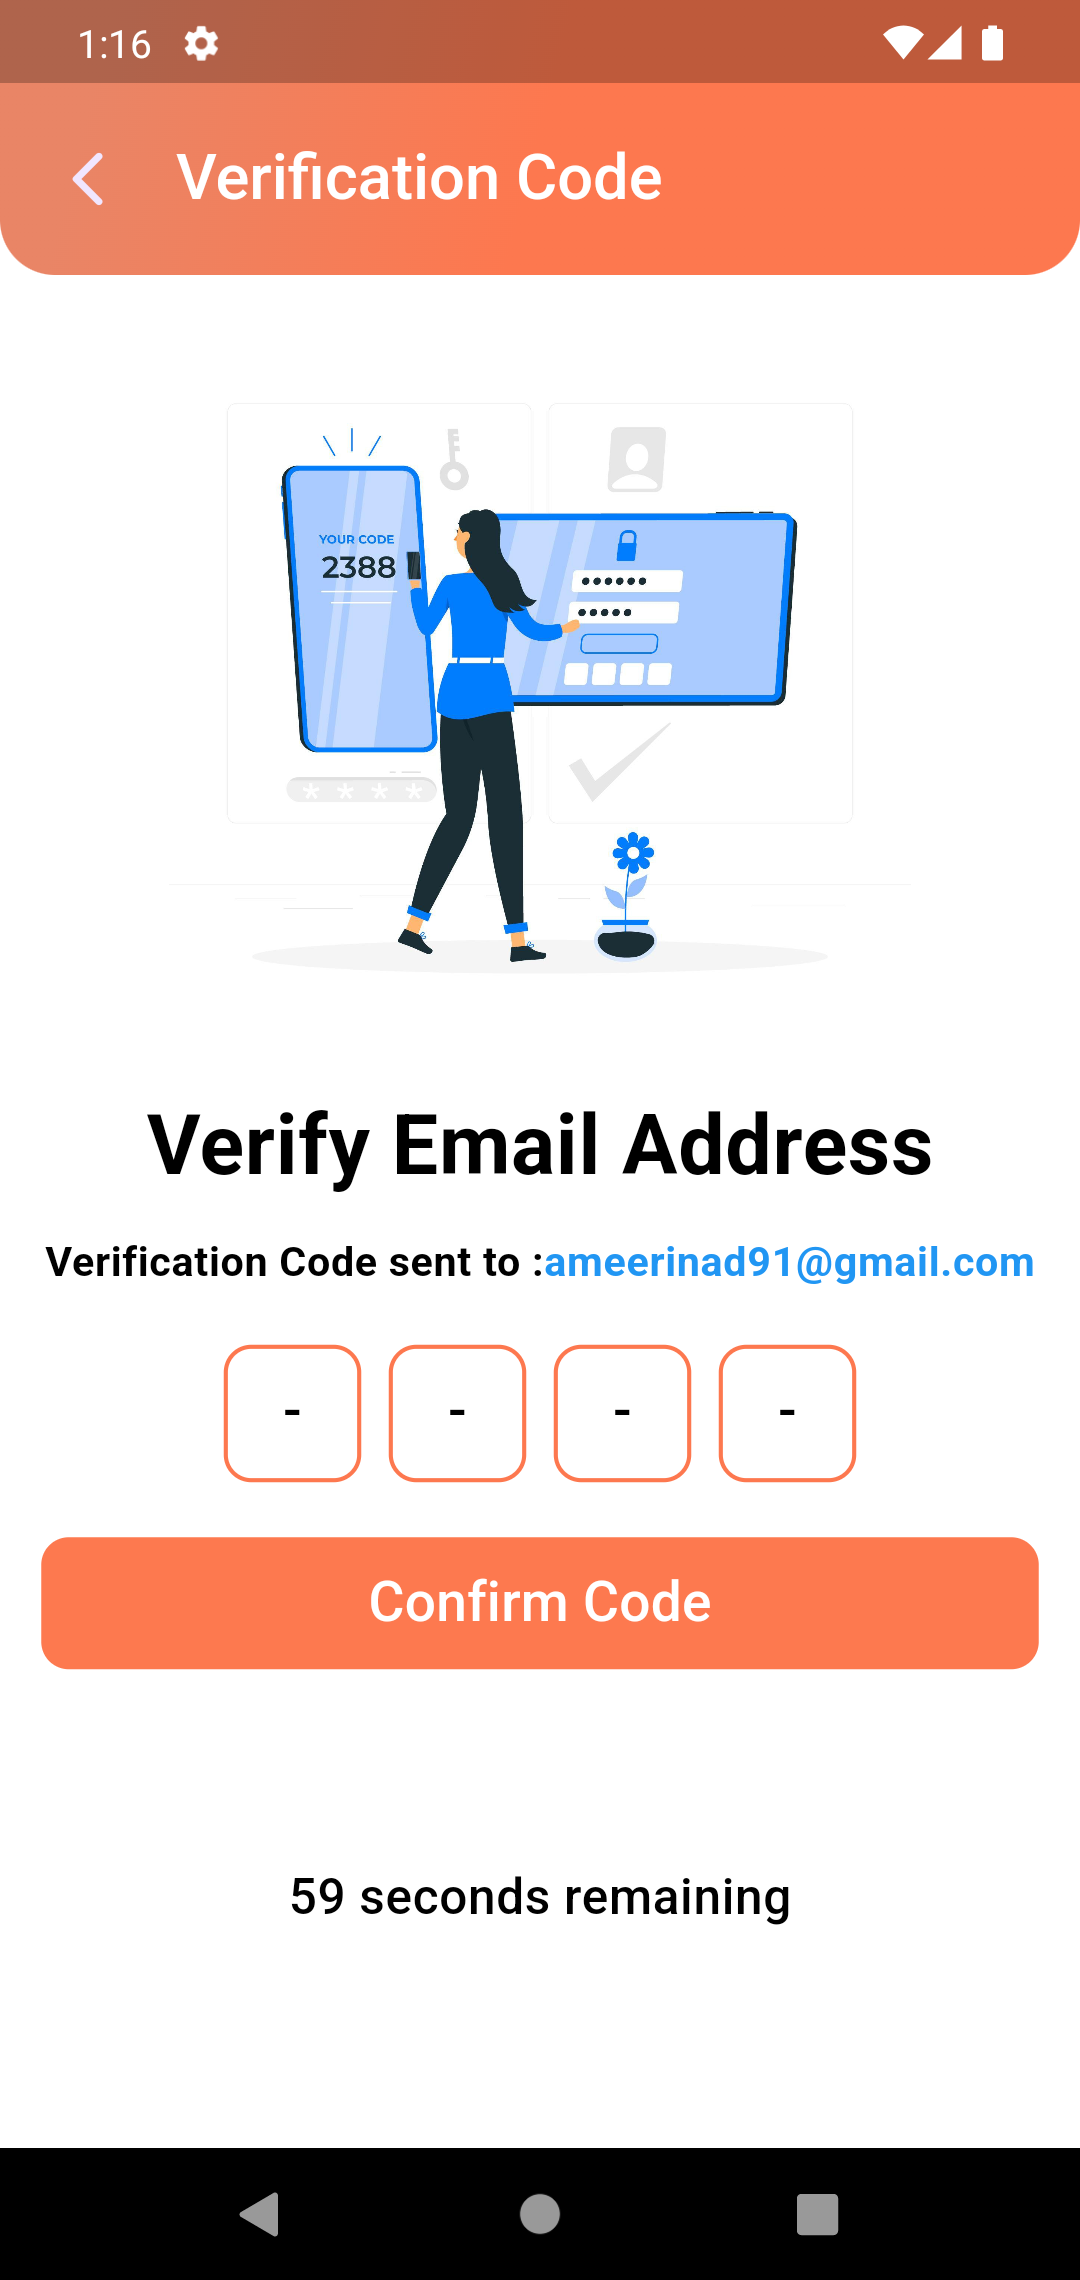 1:16
Verification Code
YOUR CODE
2388
* * * *
Verify Email Address
Verification Code sent to :ameerinad91@gmail.com
- - - -
Confirm Code
59 seconds remaining